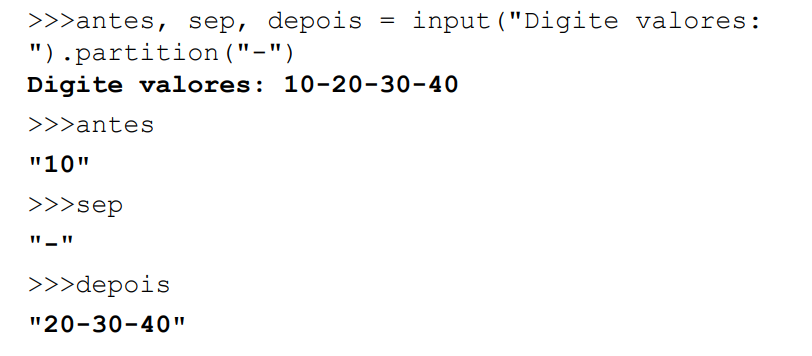 >>>antes, sep, depois = input("Digite valores:
").partition("-")
Digite valores: 10-20-30-40
>>>antes
"10"
>>>sep
"-"
>>>depois
"20-30-40"